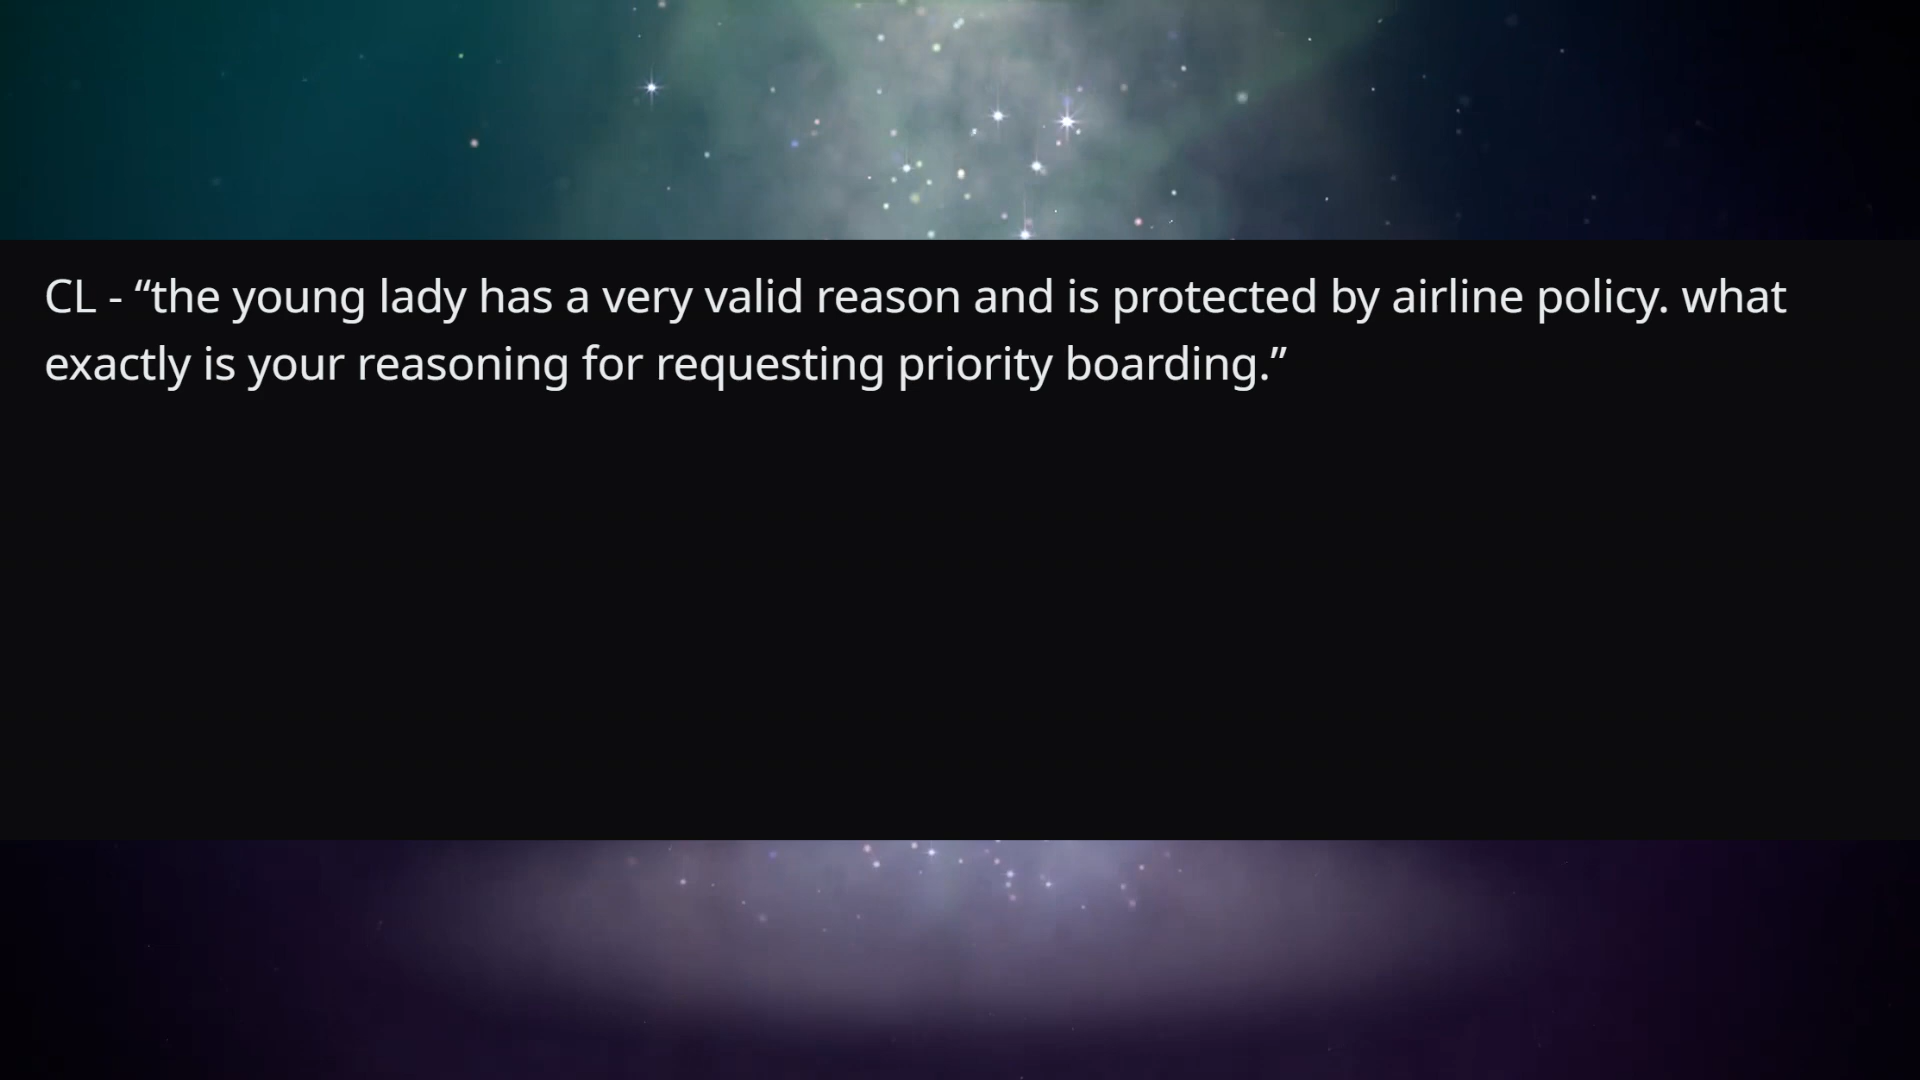 CL - “the young lady has a very valid reason and is protected by airline policy. what
exactly is your reasoning for requesting priority boarding.”